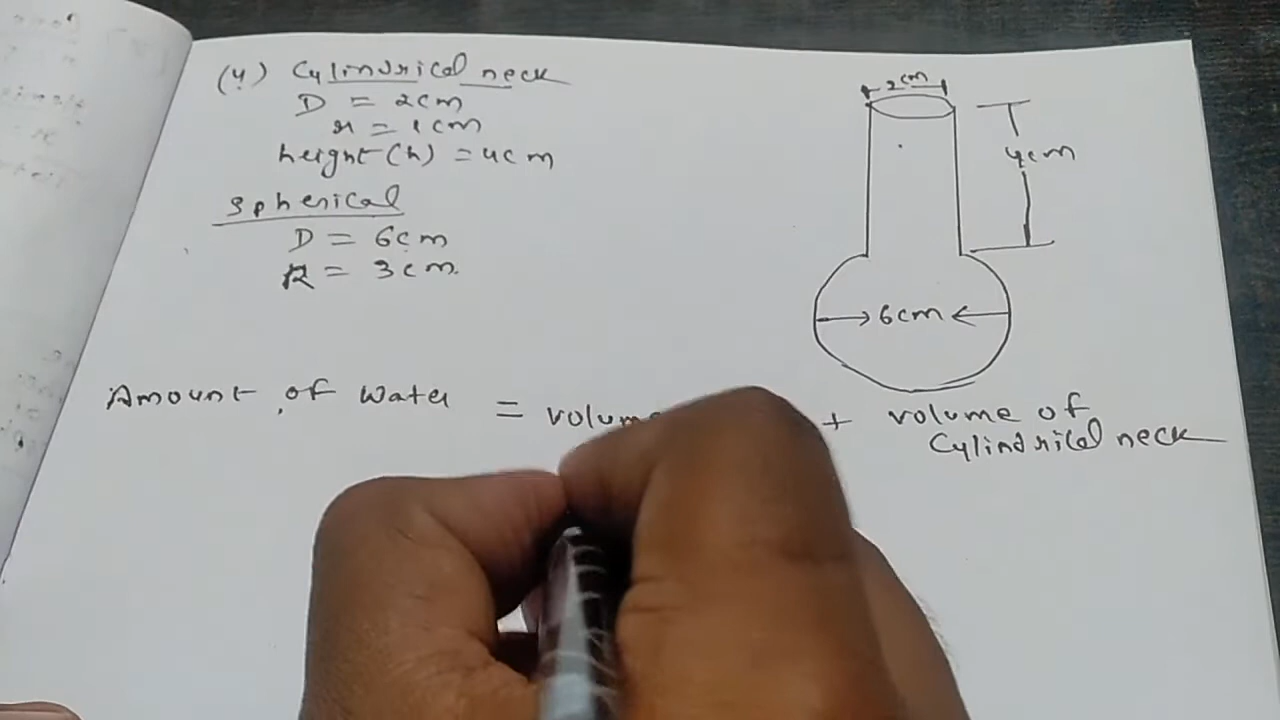 (4) Cylindrical neck
D = 2cm
r = 1cm
height(h) = 4cm
Spherical
D = 6cm
R = 3cm.
2cm
4cm
6cm
Amount of Water = volum + volume of
Cylindrical neck